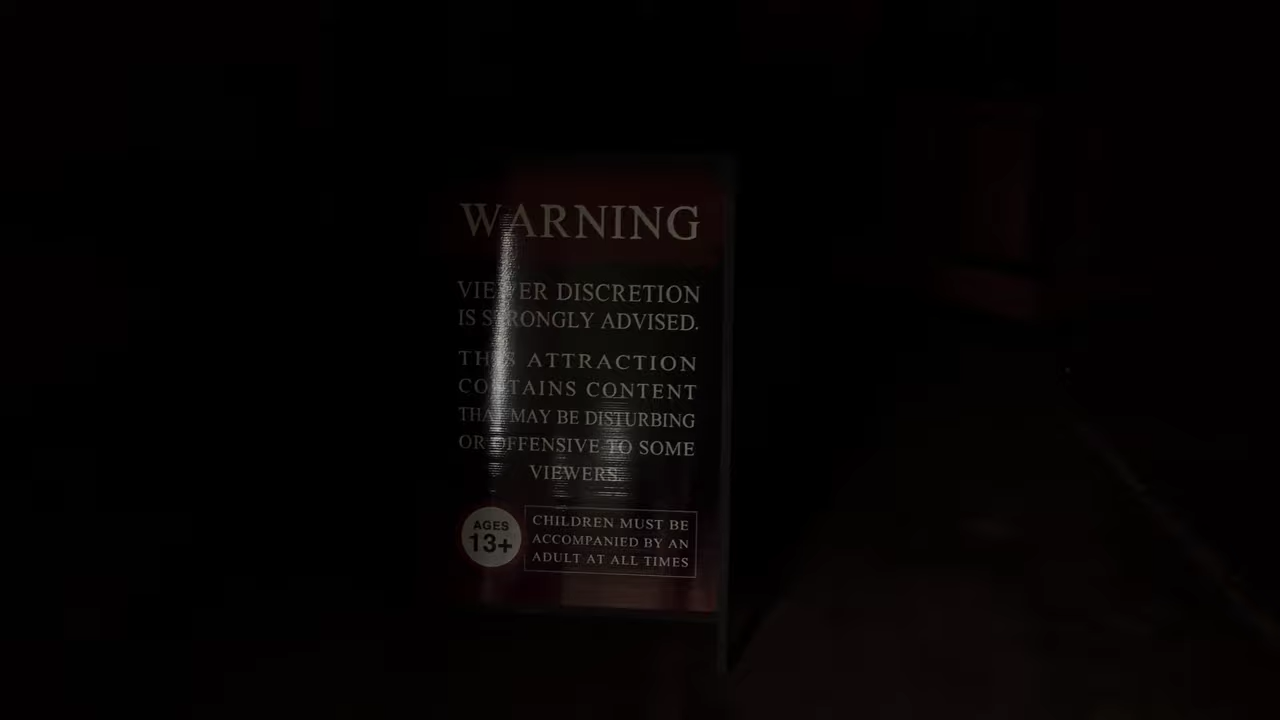 WARNING
VIEWER DISCRETION
IS STRONGLY ADVISED.
THIS ATTRACTION
CONTAINS CONTENT
THAT MAY BE DISTURBING
OR OFFENSIVE TO SOME
VIEWERS.
AGES
13+
CHILDREN MUST BE
ACCOMPANIED BY AN
ADULT AT ALL TIMES